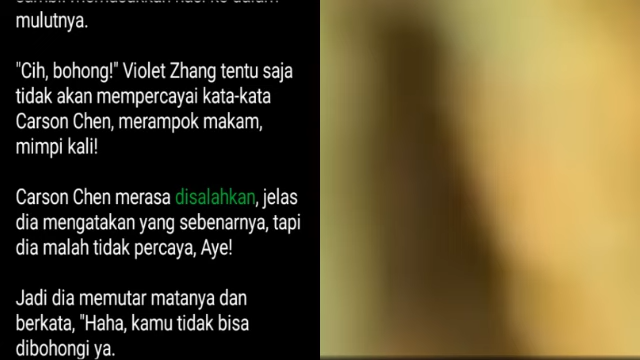 mulutnya.
"Cih, bohong!" Violet Zhang tentu saja
tidak akan mempercayai kata-kata
Carson Chen, merampok makam,
mimpi kali!
Carson Chen merasa disalahkan, jelas
dia mengatakan yang sebenarnya, tapi
dia malah tidak percaya, Aye!
Jadi dia memutar matanya dan
berkata, "Haha, kamu tidak bisa
dibohongi ya.